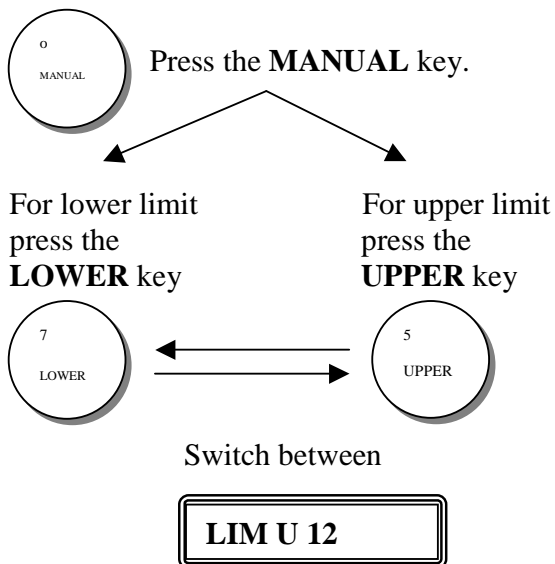 o
MANUAL
Press the MANUAL key.
For lower limit
press the
LOWER key
For upper limit
press the
UPPER key
7
LOWER
5
UPPER
Switch between
LIM U 12